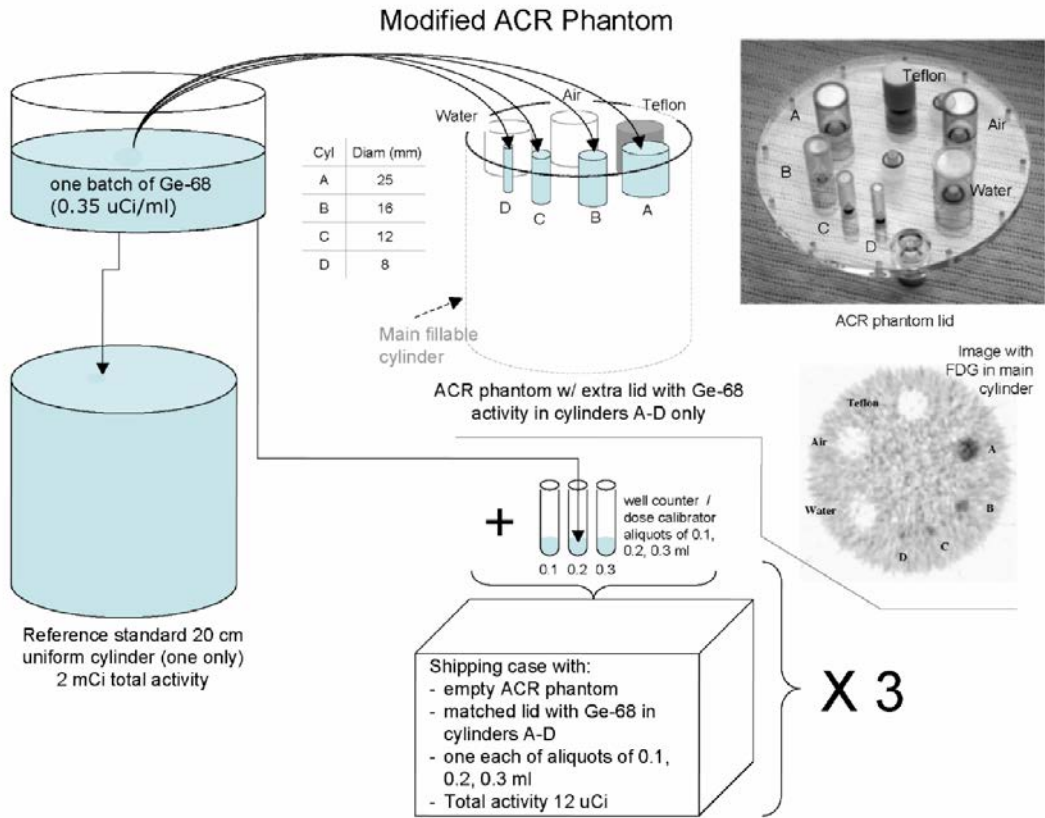 Modified ACR Phantom
one batch of Ge-68
(0.35 uCi/ml)
Cyl Diam (mm)
A 25
B 16
C 12
D 8
Water
Air
Teflon
D
C
B
A
Main fillable
cylinder
ACR phantom w/ extra lid with Ge-68
activity in cylinders A-D only
Teflon
A
Air
B
Water
C
D
ACR phantom lid
Image with
FDG in main
cylinder
Teflon
Air
A
Water
B
C
D
Reference standard 20 cm
uniform cylinder (one only)
2 mCi total activity
+
well counter /
dose calibrator
aliquots of 0.1,
0.2, 0.3 ml
0.1 0.2 0.3
Shipping case with:
- empty ACR phantom
- matched lid with Ge-68 in
cylinders A-D
- one each of aliquots of 0.1,
0.2, 0.3 ml
- Total activity 12 uCi
X 3